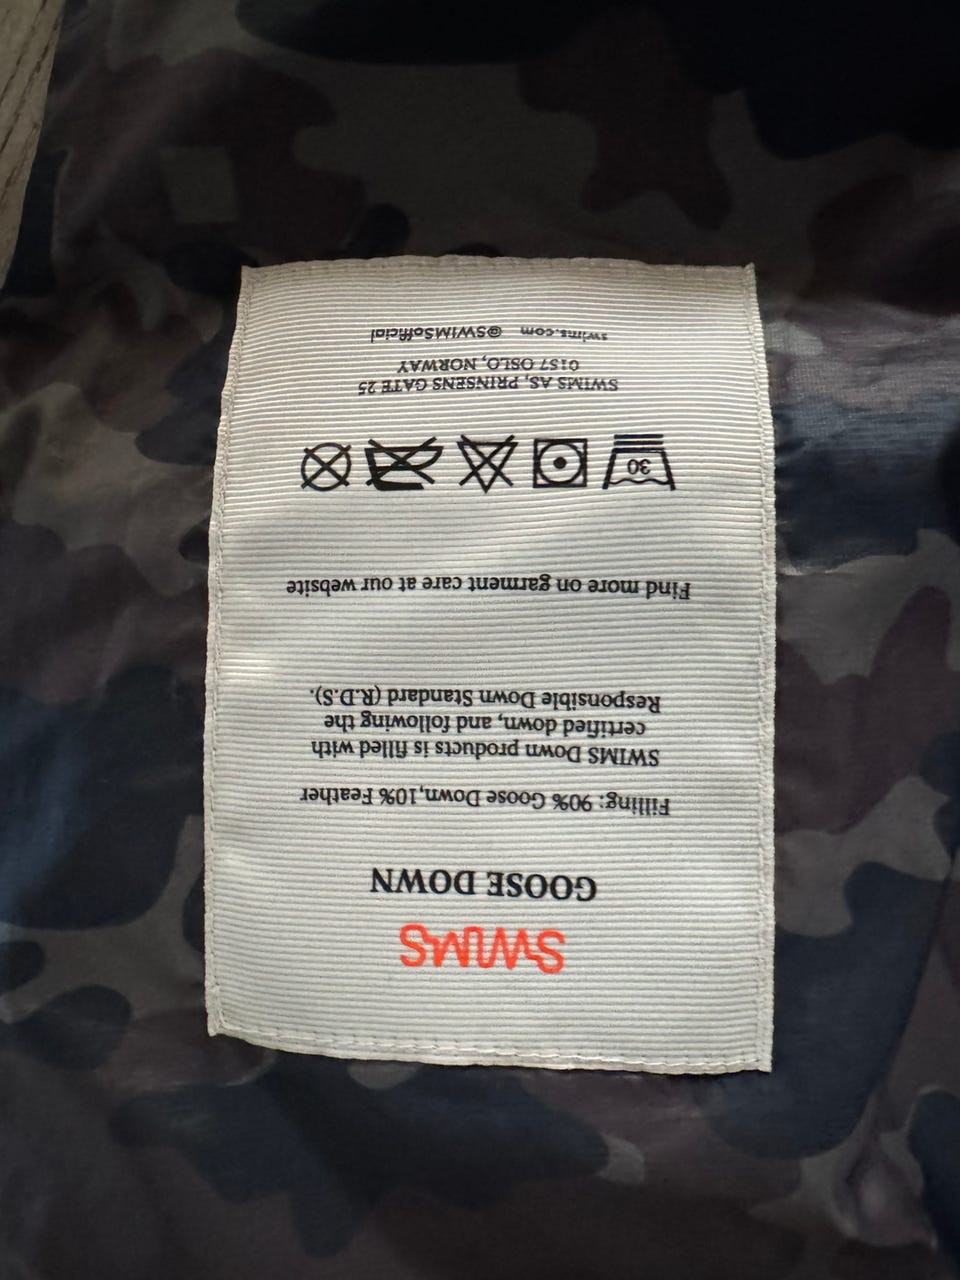 SWIMS
GOOSE DOWN
Filling: 90% Goose Down,10% Feather
SWIMS Down products is filled with
certified down, and following the
Responsible Down Standard (R.D.S).
Find more on garment care at our website
30
SWIMS AS, PRINSENS GATE 25
0157 OSLO, NORWAY
swims.com @SWIMSofficial